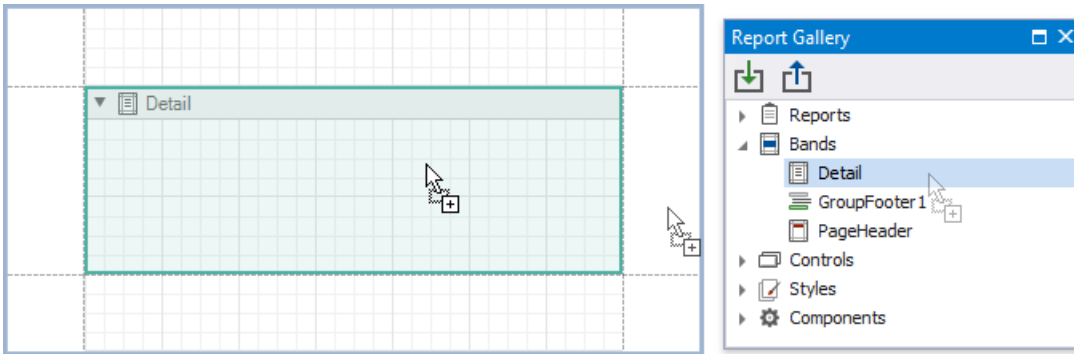 Detail
Report Gallery
Reports
Bands
Detail
GroupFooter1
PageHeader
Controls
Styles
Components